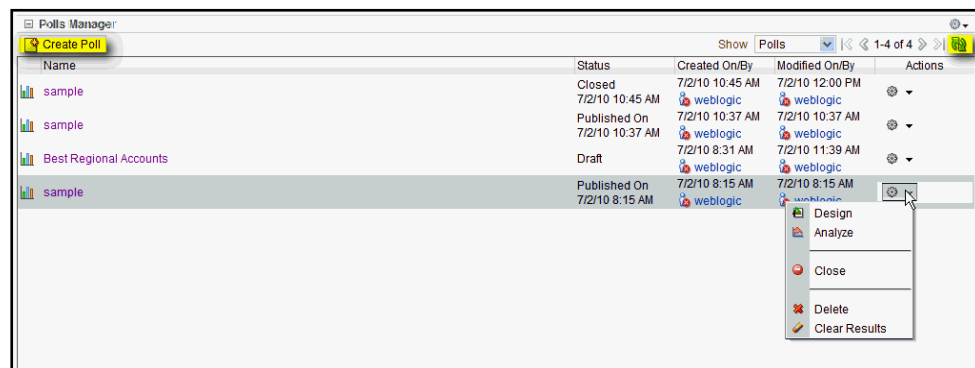 Polls Manager
Create Poll
Show Polls 1-4 of 4
Name Status Created On/By Modified On/By Actions
sample Closed 7/2/10 10:45 AM 7/2/10 10:45 AM weblogic 7/2/10 12:00 PM weblogic
sample Published On 7/2/10 10:37 AM 7/2/10 10:37 AM weblogic 7/2/10 10:37 AM weblogic
Best Regional Accounts Draft 7/2/10 8:31 AM weblogic 7/2/10 11:39 AM weblogic
sample Published On 7/2/10 8:15 AM 7/2/10 8:15 AM weblogic 7/2/10 8:15 AM weblogic
Design
Analyze
Close
Delete
Clear Results